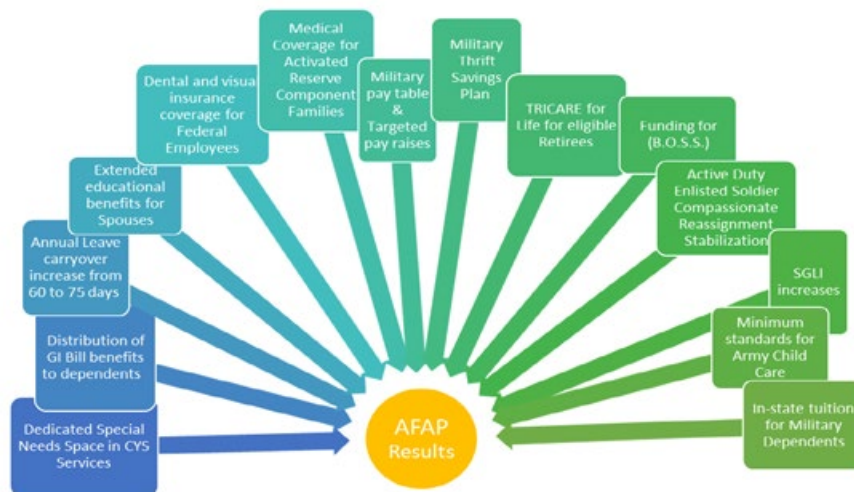 Dedicated Special
Needs Space in CYS
Services
Distribution of
GI Bill benefits
to dependents
Annual Leave
carryover
increase from
60 to 75 days
Extended
educational
benefits for
Spouses
Dental and visual
insurance
coverage for
Federal
Employees
Medical
Coverage for
Activated
Reserve
Component
Families
Military
pay table
&
Targeted
pay raises
Military
Thrift
Savings
Plan
TRICARE for
Life for eligible
Retirees
Funding for
(B.O.S.S.)
Active Duty
Enlisted Soldier
Compassionate
Reassignment
Stabilization
SGLI
increases
Minimum
standards for
Army Child
Care
In-state tuition
for Military
Dependents
AFAP
Results